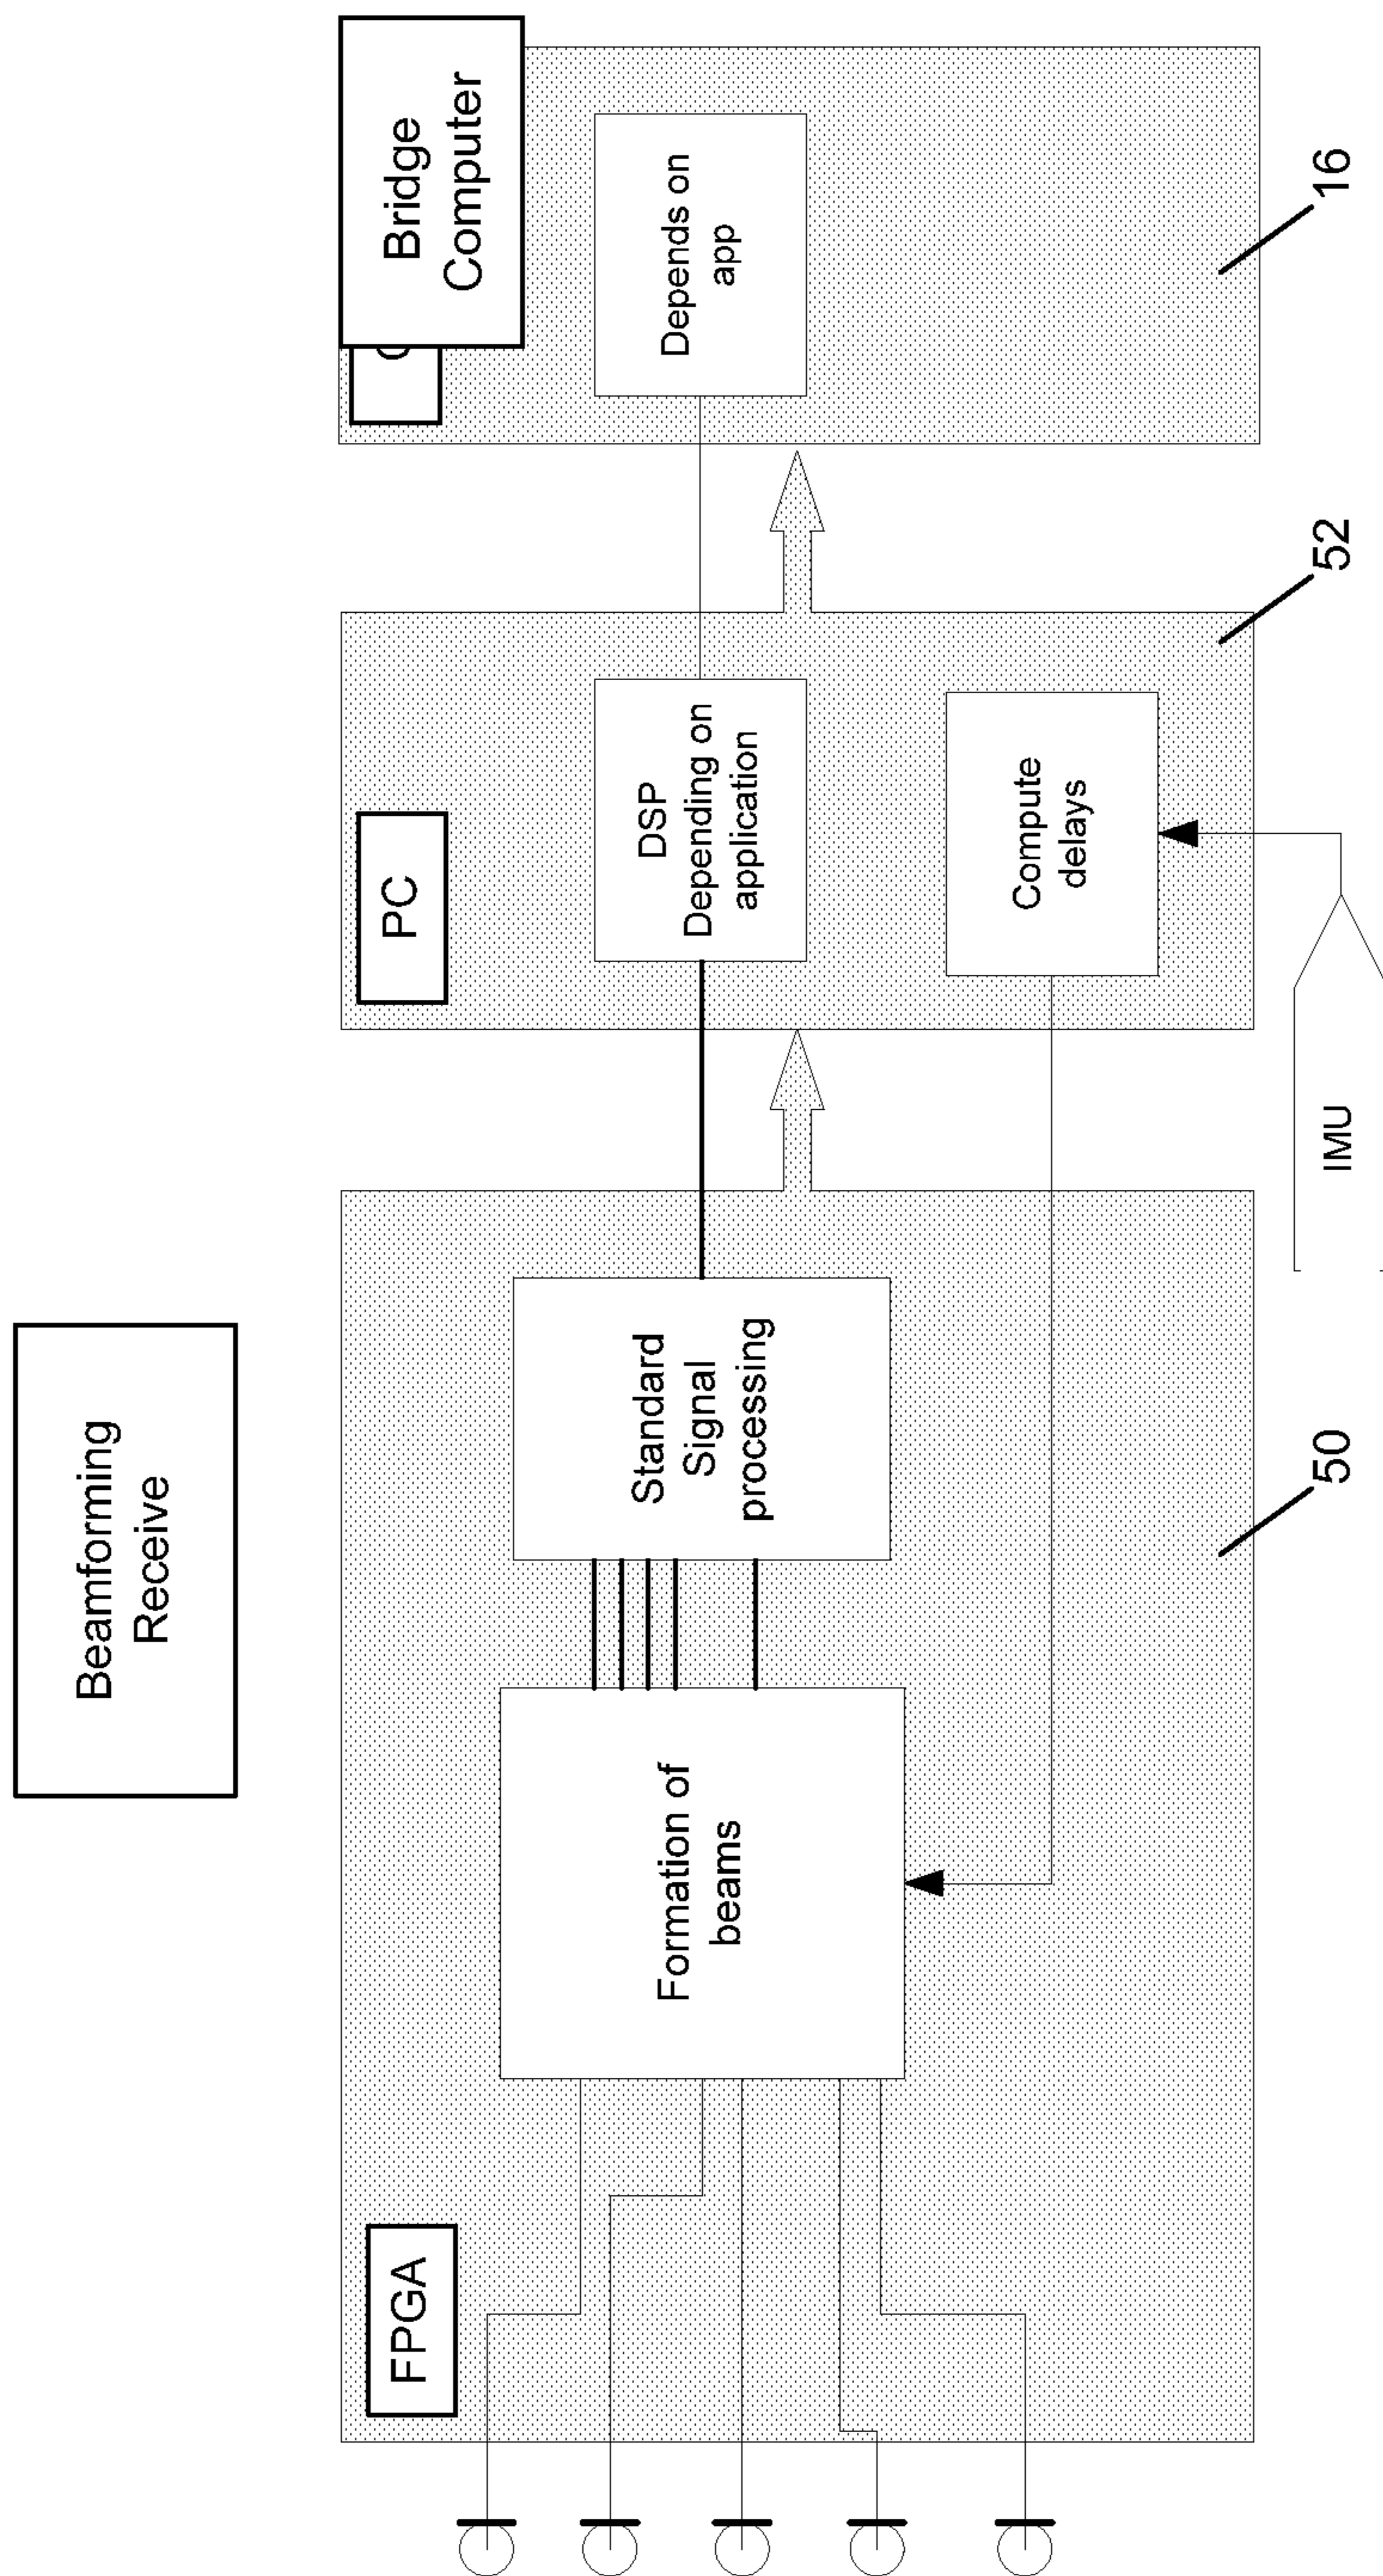 Beamforming
Receive
FPGA
Formation of
beams
Standard
Signal
processing
50
PC
DSP
Depending on
application
Compute
delays
52
IMU
Bridge
Computer
Depends on
app
16